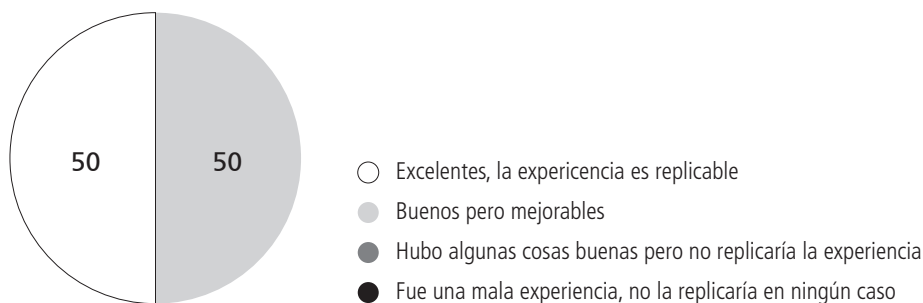 50
50
Excelentes, la expericencia es replicable
Buenos pero mejorables
Hubo algunas cosas buenas pero no replicaría la experiencia
Fue una mala experiencia, no la replicaría en ningún caso